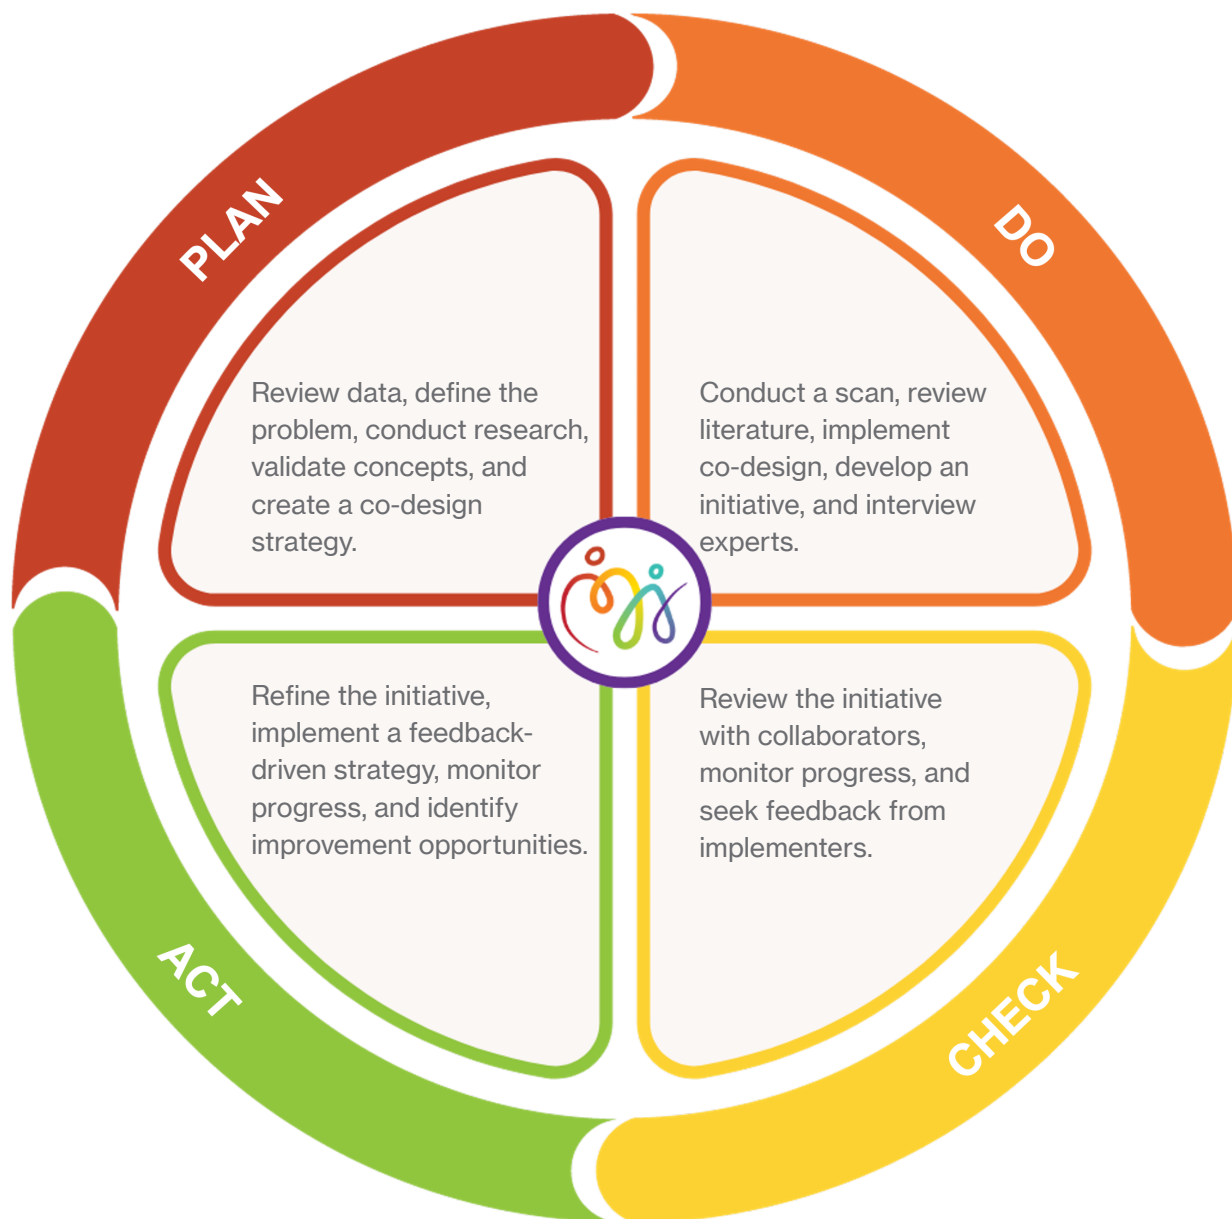 PLAN
Review data, define the
problem, conduct research,
validate concepts, and
create a co-design
strategy.
DO
Conduct a scan, review
literature, implement
co-design, develop an
initiative, and interview
experts.
CHECK
Review the initiative
with collaborators,
monitor progress, and
seek feedback from
implementers.
ACT
Refine the initiative,
implement a feedback-
driven strategy, monitor
progress, and identify
improvement opportunities.